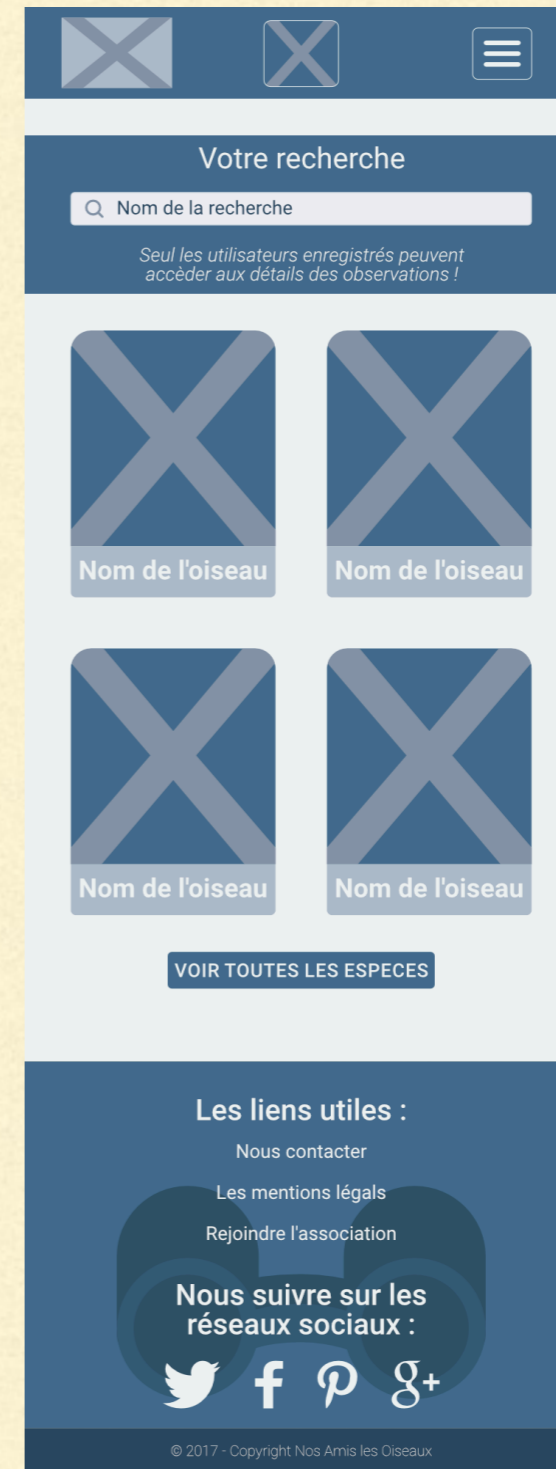 Votre recherche
Nom de la recherche
Seul les utilisateurs enregistrés peuvent
accèder aux détails des observations !
Nom de l'oiseau
Nom de l'oiseau
Nom de l'oiseau
Nom de l'oiseau
VOIR TOUTES LES ESPECES
Les liens utiles :
Nous contacter
Les mentions légals
Rejoindre l'association
Nous suivre sur les
réseaux sociaux :
© 2017 - Copyright Nos Amis les Oiseaux